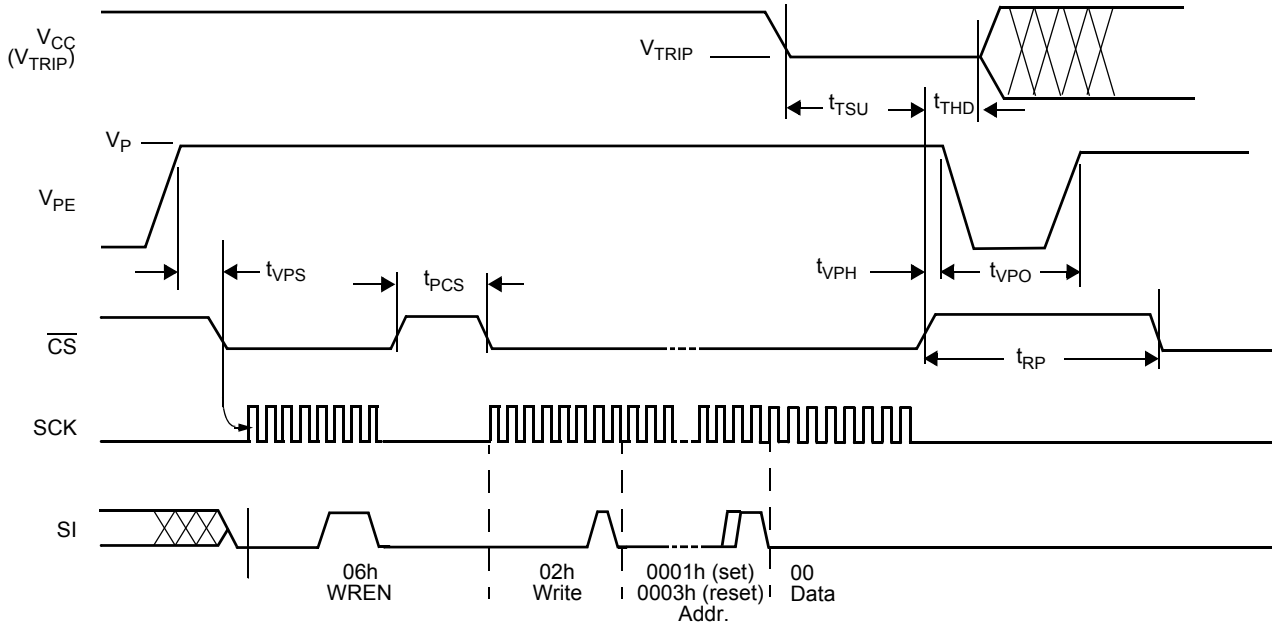 VCC
(VTRIP)
VTRIP
tTSU
tTHD
VP
VPE
tVPS
tPCS
tVPH
tVPO
CS
tRP
SCK
SI
06h
WREN
02h
Write
0001h (set)
0003h (reset)
Addr.
00
Data